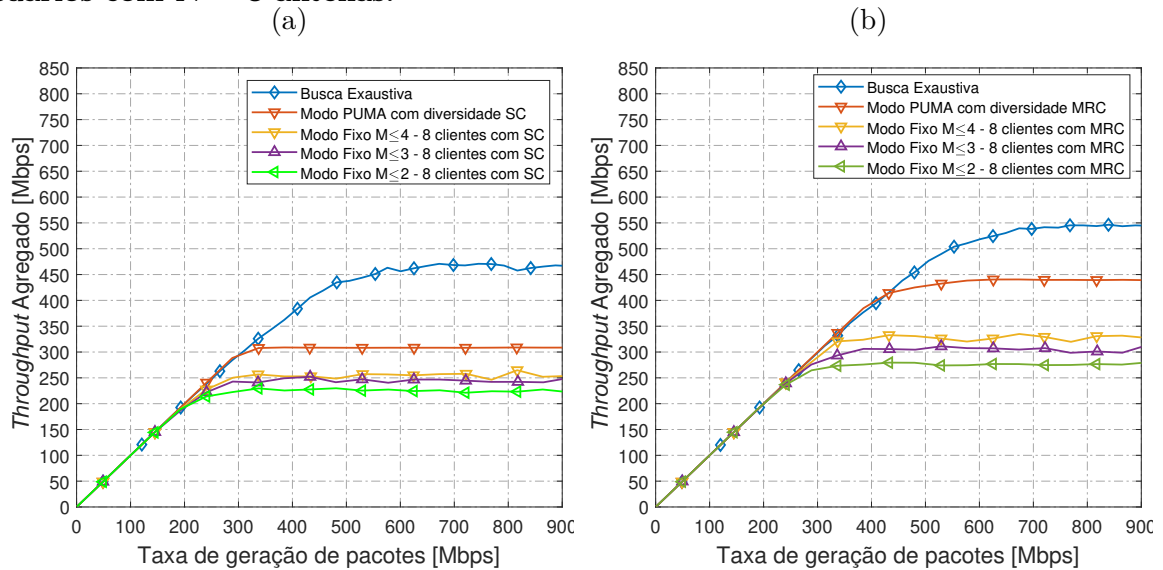 com
antenas.
(a)
(b)
850
800
750
700
650
600
550
500
450
400
350
300
250
200
150
100
50
0
Throughput Agregado [Mbps]
Busca Exaustiva
Modo PUMA com diversidade SC
Modo Fixo M≤4 - 8 clientes com SC
Modo Fixo M≤3 - 8 clientes com SC
Modo Fixo M≤2 - 8 clientes com SC
0 100 200 300 400 500 600 700 800 900
Taxa de geração de pacotes [Mbps]
850
800
750
700
650
600
550
500
450
400
350
300
250
200
150
100
50
0
Throughput Agregado [Mbps]
Busca Exaustiva
Modo PUMA com diversidade MRC
Modo Fixo M≤4 - 8 clientes com MRC
Modo Fixo M≤3 - 8 clientes com MRC
Modo Fixo M≤2 - 8 clientes com MRC
0 100 200 300 400 500 600 700 800 900
Taxa de geração de pacotes [Mbps]